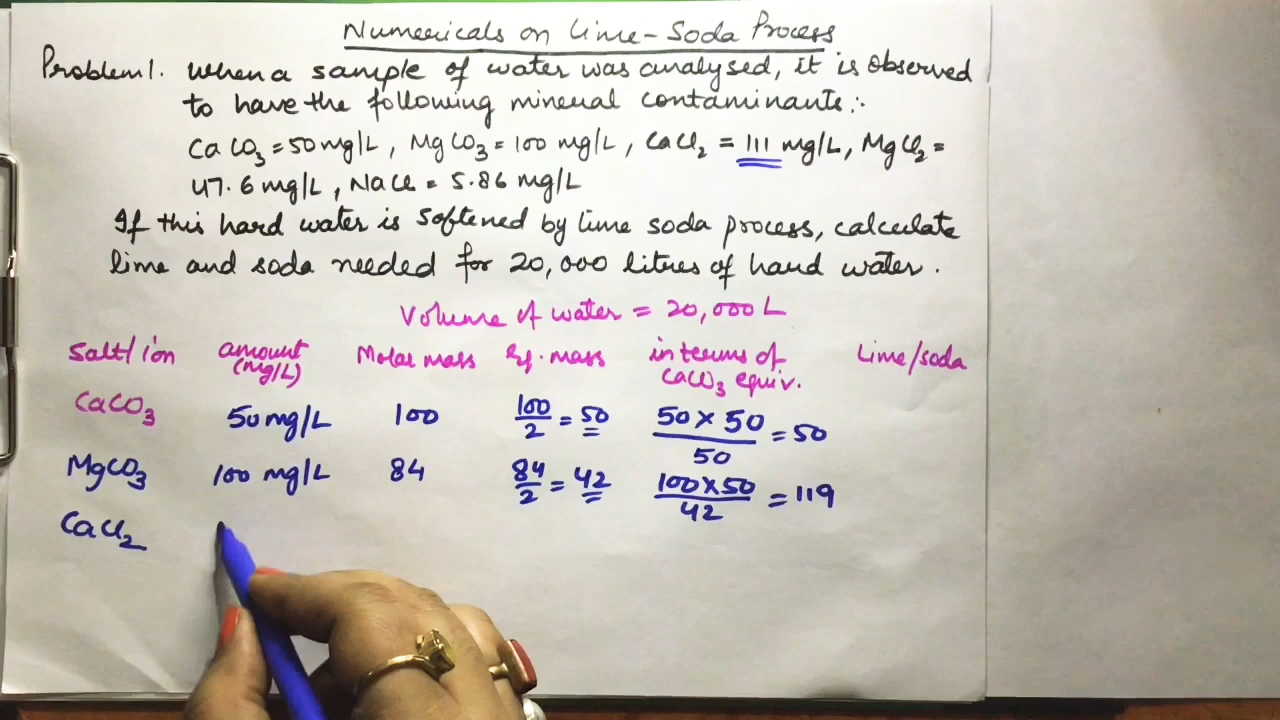 Numericals on Lime-Soda Process
Problem 1. When a sample of water was analysed, it is observed
to have the following mineral contaminants:
CaCO3 = 50 mg/L, MgCO3 = 100 mg/L, CaCl2 = 111 mg/L, MgCl2 =
47.6 mg/L, NaCl = 5.86 mg/L
If this hard water is softened by lime soda process, calculate
lime and soda needed for 20,000 litres of hard water.
Volume of water = 20,000 L
Salt/ion amount (mg/L) Molar mass Eq. mass in terms of CaCO3 equiv. Lime/soda
CaCO3 50 mg/L 100 100/2 = 50 50 × 50/50 = 50
MgCO3 100 mg/L 84 84/2 = 42 100×50/42 = 119
CaCl2